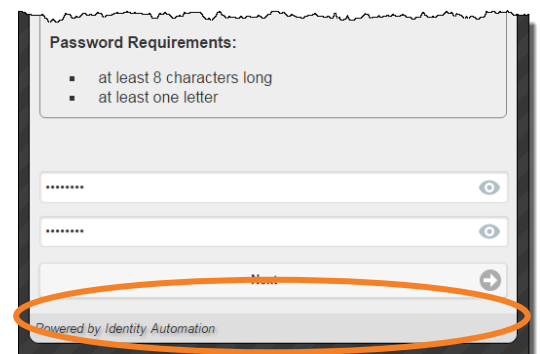 Password Requirements:
▪ at least 8 characters long
▪ at least one letter
••••••••
••••••••
Next
Powered by Identity Automation